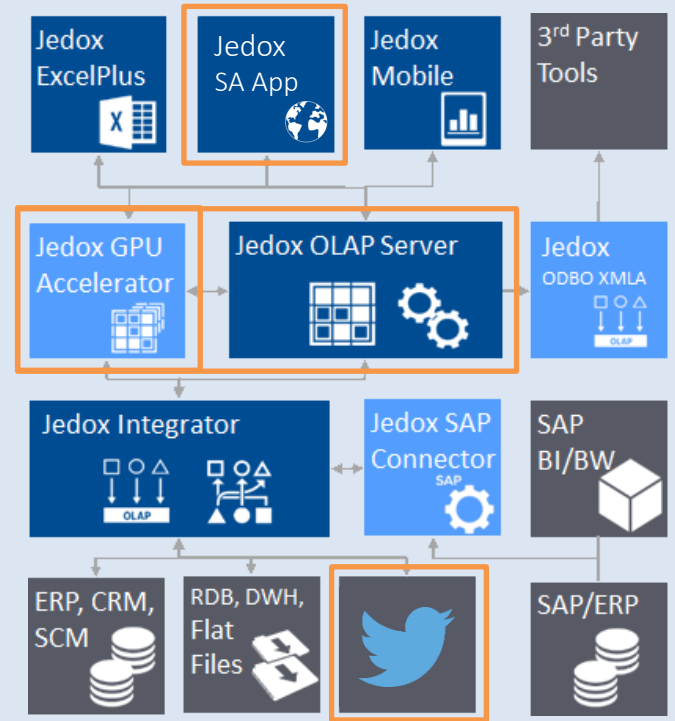 Jedox
ExcelPlus
X
Jedox
SA App
Jedox
Mobile
3rd Party
Tools
Jedox GPU
Accelerator
Jedox OLAP Server
Jedox
ODBO XMLA
OLAP
Jedox Integrator
OLAP
Jedox SAP
Connector
SAP
SAP
BI/BW
ERP, CRM,
SCM
RDB, DWH,
Flat
Files
SAP/ERP